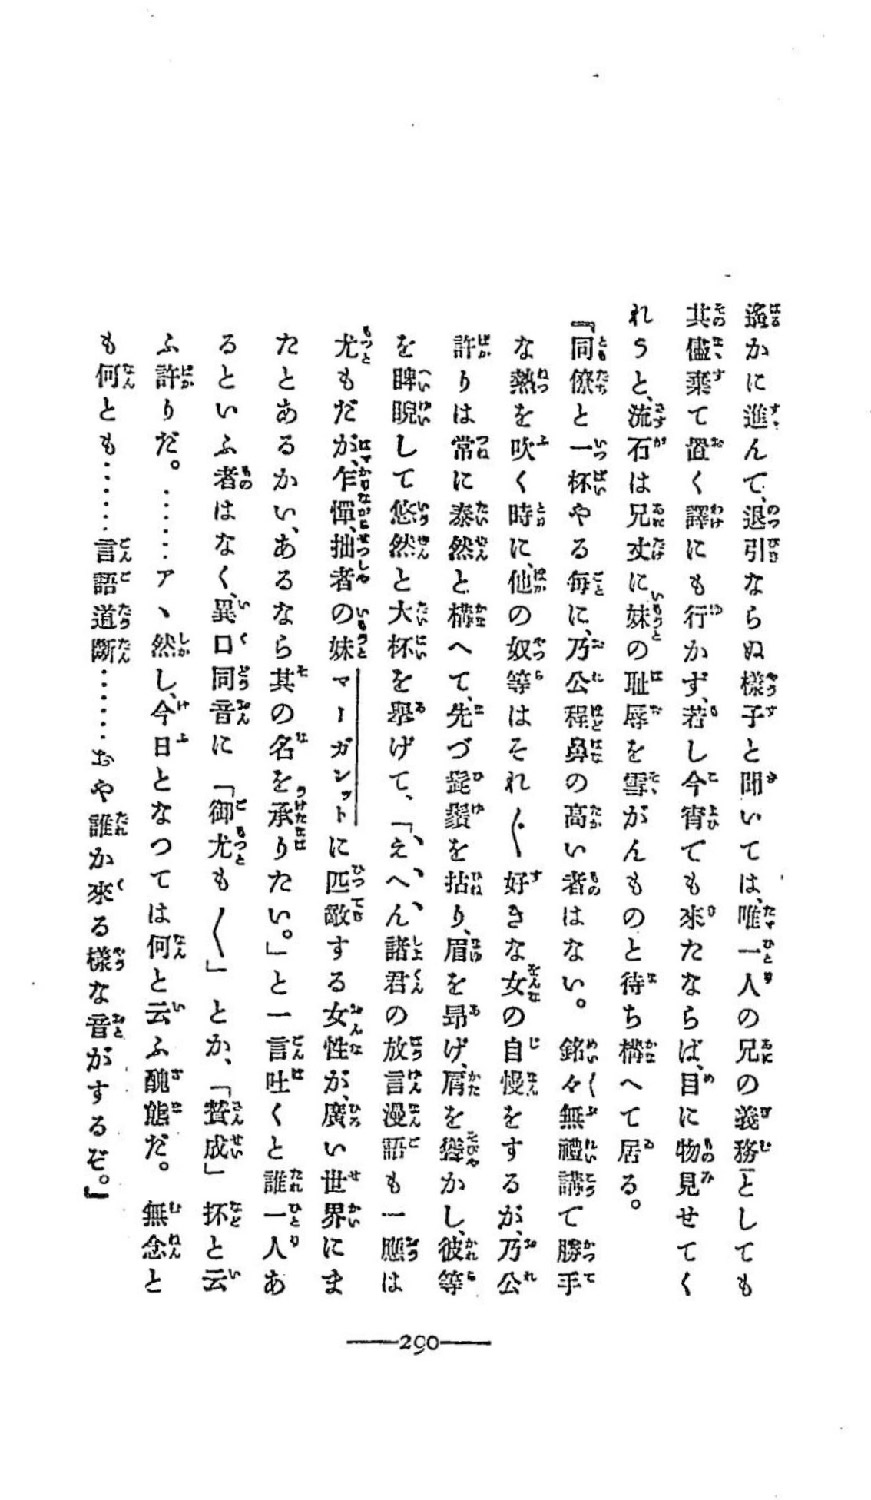 遙かに進んで、退引ならぬ樣子と聞いては、唯一人の兄の義務としても
其儘棄て置く譯にも行かず、若し今宵でも來たならば、目に物見せてく
れうと、流石は兄丈に、妹の耻辱を雪がんものと待ち構へて居る。
『同僚と一杯やる每に、乃公程鼻の高い者はない。銘々無禮講で勝手
な熱を吹く時に、他の奴等はそれ〳〵好きな女の自慢をするが、乃公
許りは常に泰然と構へて、先づ髭鬚を拈り、眉を昂げ、肩を聳かし、彼等
を睥睨して悠然と大杯を擧げて、「え、へ、ん、諸君の放言漫語も一應は
尤もだが、乍憚、拙者の妹マーガレットに匹敵する女性が、廣い世界にま
たとあるかい、あるなら其の名を承りたい。」と一言吐くと誰一人あ
るといふ者はなく、異口同音に「御尤も〳〵」とか、「賛成」抔と云
ふ許りだ。……アヽ然し、今日となつては何と云ふ醜態だ。無念と
も何とも……言語道斷……おや誰か來る樣な音がするぞ。』
290